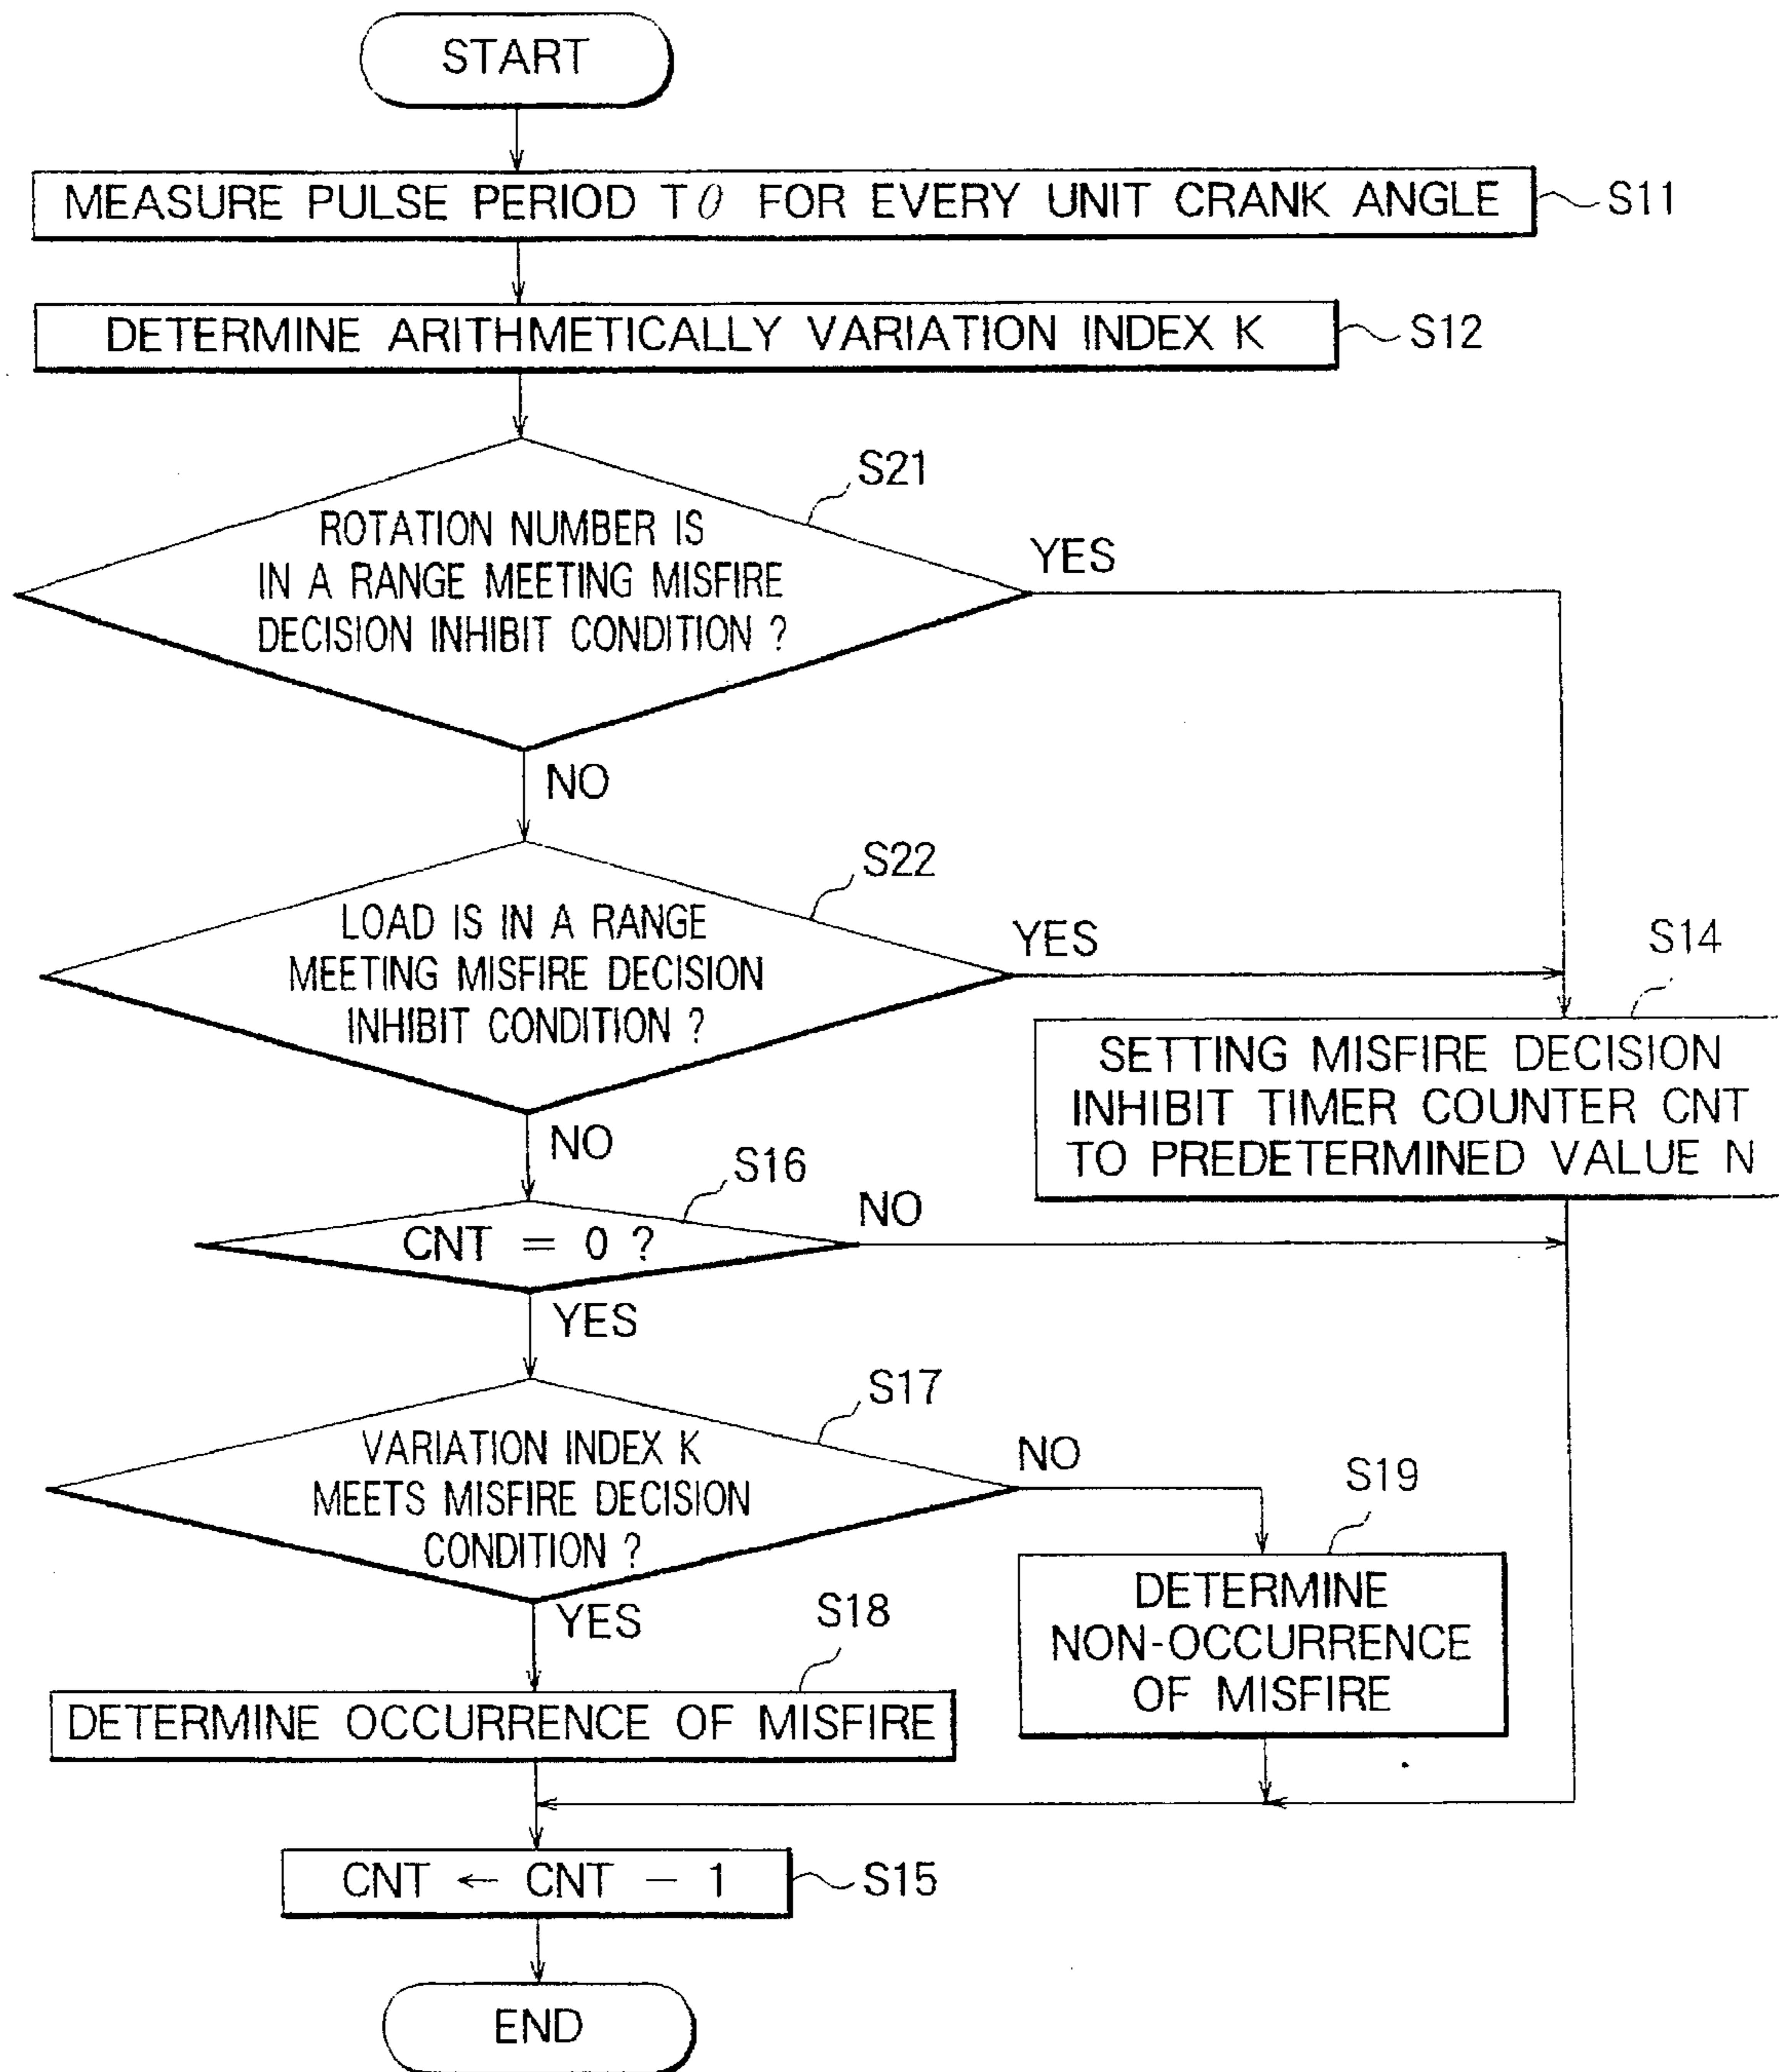 START
MEASURE PULSE PERIOD Tθ FOR EVERY UNIT CRANK ANGLE
S11
DETERMINE ARITHMETICALLY VARIATION INDEX K
S12
S21
ROTATION NUMBER IS
IN A RANGE MEETING MISFIRE
DECISION INHIBIT CONDITION ?
YES
NO
S22
LOAD IS IN A RANGE
MEETING MISFIRE DECISION
INHIBIT CONDITION ?
YES
NO
S14
SETTING MISFIRE DECISION
INHIBIT TIMER COUNTER CNT
TO PREDETERMINED VALUE N
S16
CNT = 0 ?
NO
YES
S17
VARIATION INDEX K
MEETS MISFIRE DECISION
CONDITION ?
NO
YES
S19
DETERMINE
NON-OCCURRENCE
OF MISFIRE
S18
DETERMINE OCCURRENCE OF MISFIRE
CNT ← CNT − 1
S15
END